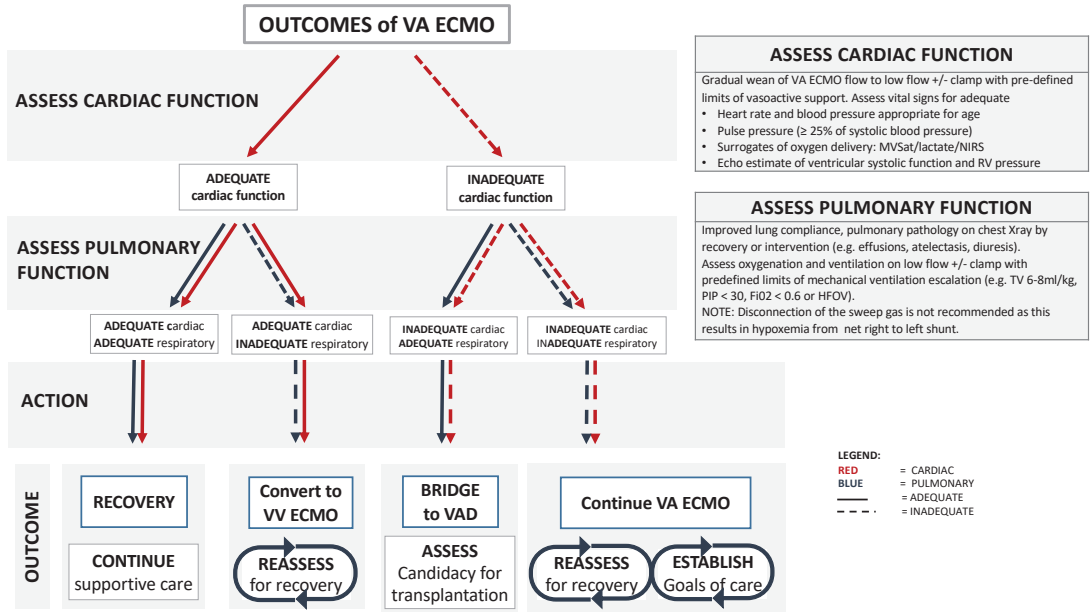 OUTCOMES of VA ECMO
ASSESS CARDIAC FUNCTION
ADEQUATE
cardiac function
INADEQUATE
cardiac function
ASSESS PULMONARY
FUNCTION
ADEQUATE cardiac
ADEQUATE respiratory
ADEQUATE cardiac
INADEQUATE respiratory
INADEQUATE cardiac
ADEQUATE respiratory
INADEQUATE cardiac
INADEQUATE respiratory
ACTION
OUTCOME
RECOVERY
CONTINUE
supportive care
Convert to
VV ECMO
REASSESS
for recovery
BRIDGE
to VAD
ASSESS
Candidacy for
transplantation
Continue VA ECMO
REASSESS
for recovery
ESTABLISH
Goals of care
ASSESS CARDIAC FUNCTION
Gradual wean of VA ECMO flow to low flow +/- clamp with pre-defined
limits of vasoactive support. Assess vital signs for adequate
• Heart rate and blood pressure appropriate for age
• Pulse pressure (≥ 25% of systolic blood pressure)
• Surrogates of oxygen delivery: MVSat/lactate/NIRS
• Echo estimate of ventricular systolic function and RV pressure
ASSESS PULMONARY FUNCTION
Improved lung compliance, pulmonary pathology on chest Xray by
recovery or intervention (e.g. effusions, atelectasis, diuresis).
Assess oxygenation and ventilation on low flow +/- clamp with
predefined limits of mechanical ventilation escalation (e.g. TV 6-8ml/kg,
PIP < 30, Fi02 < 0.6 or HFOV).
NOTE: Disconnection of the sweep gas is not recommended as this
results in hypoxemia from net right to left shunt.
LEGEND:
RED = CARDIAC
BLUE = PULMONARY
= ADEQUATE
= INADEQUATE